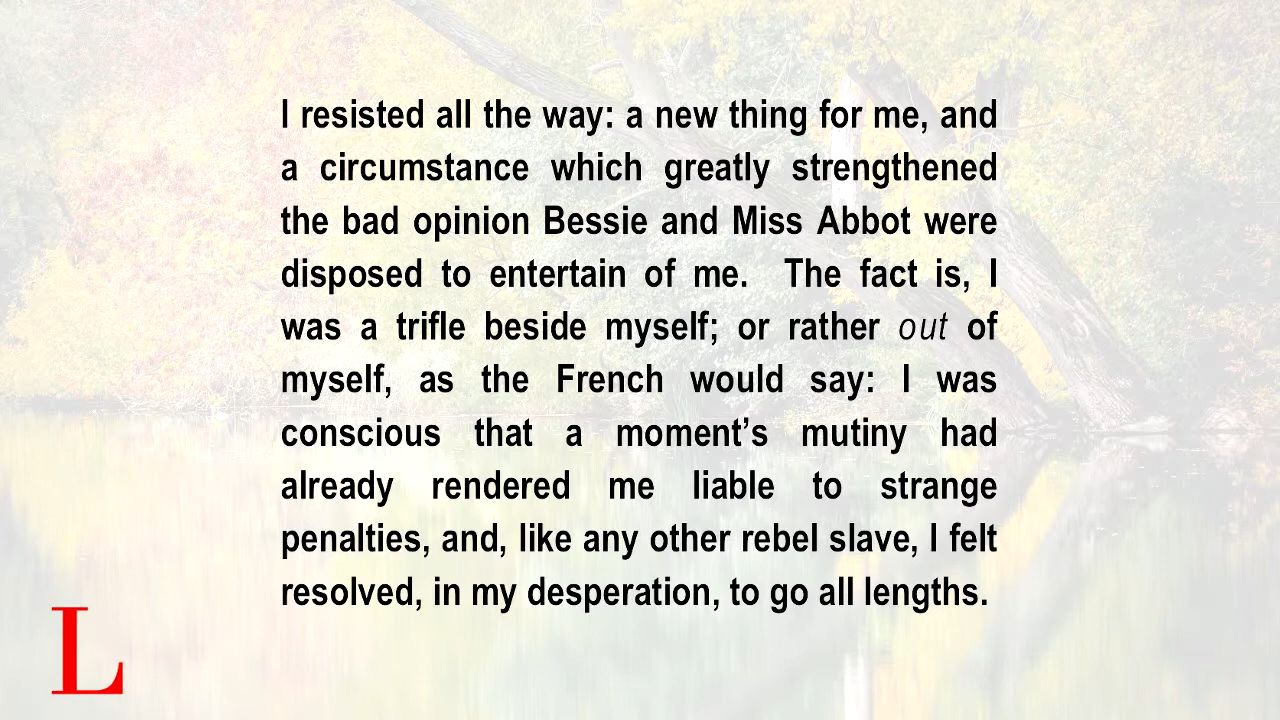 I resisted all the way: a new thing for me, and
a circumstance which greatly strengthened
the bad opinion Bessie and Miss Abbot were
disposed to entertain of me.  The fact is, I
was a trifle beside myself; or rather out of
myself, as the French would say: I was
conscious that a moment’s mutiny had
already rendered me liable to strange
penalties, and, like any other rebel slave, I felt
resolved, in my desperation, to go all lengths.
L